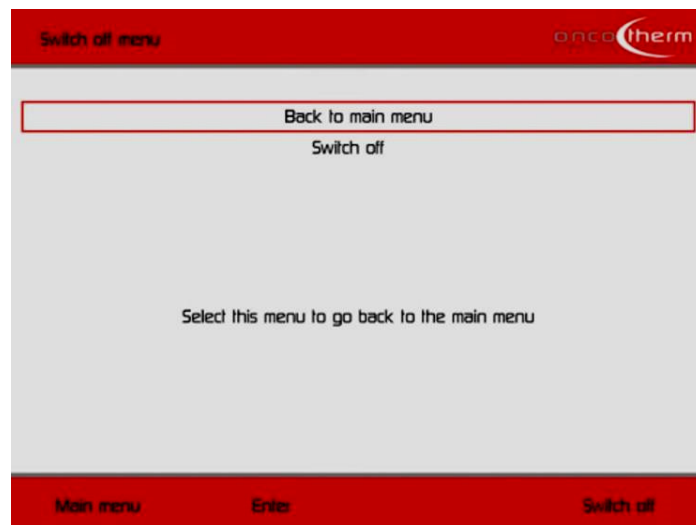 Switch off menu
oncotherm
Back to main menu
Switch off
Select this menu to go back to the main menu
Main menu Enter Switch off